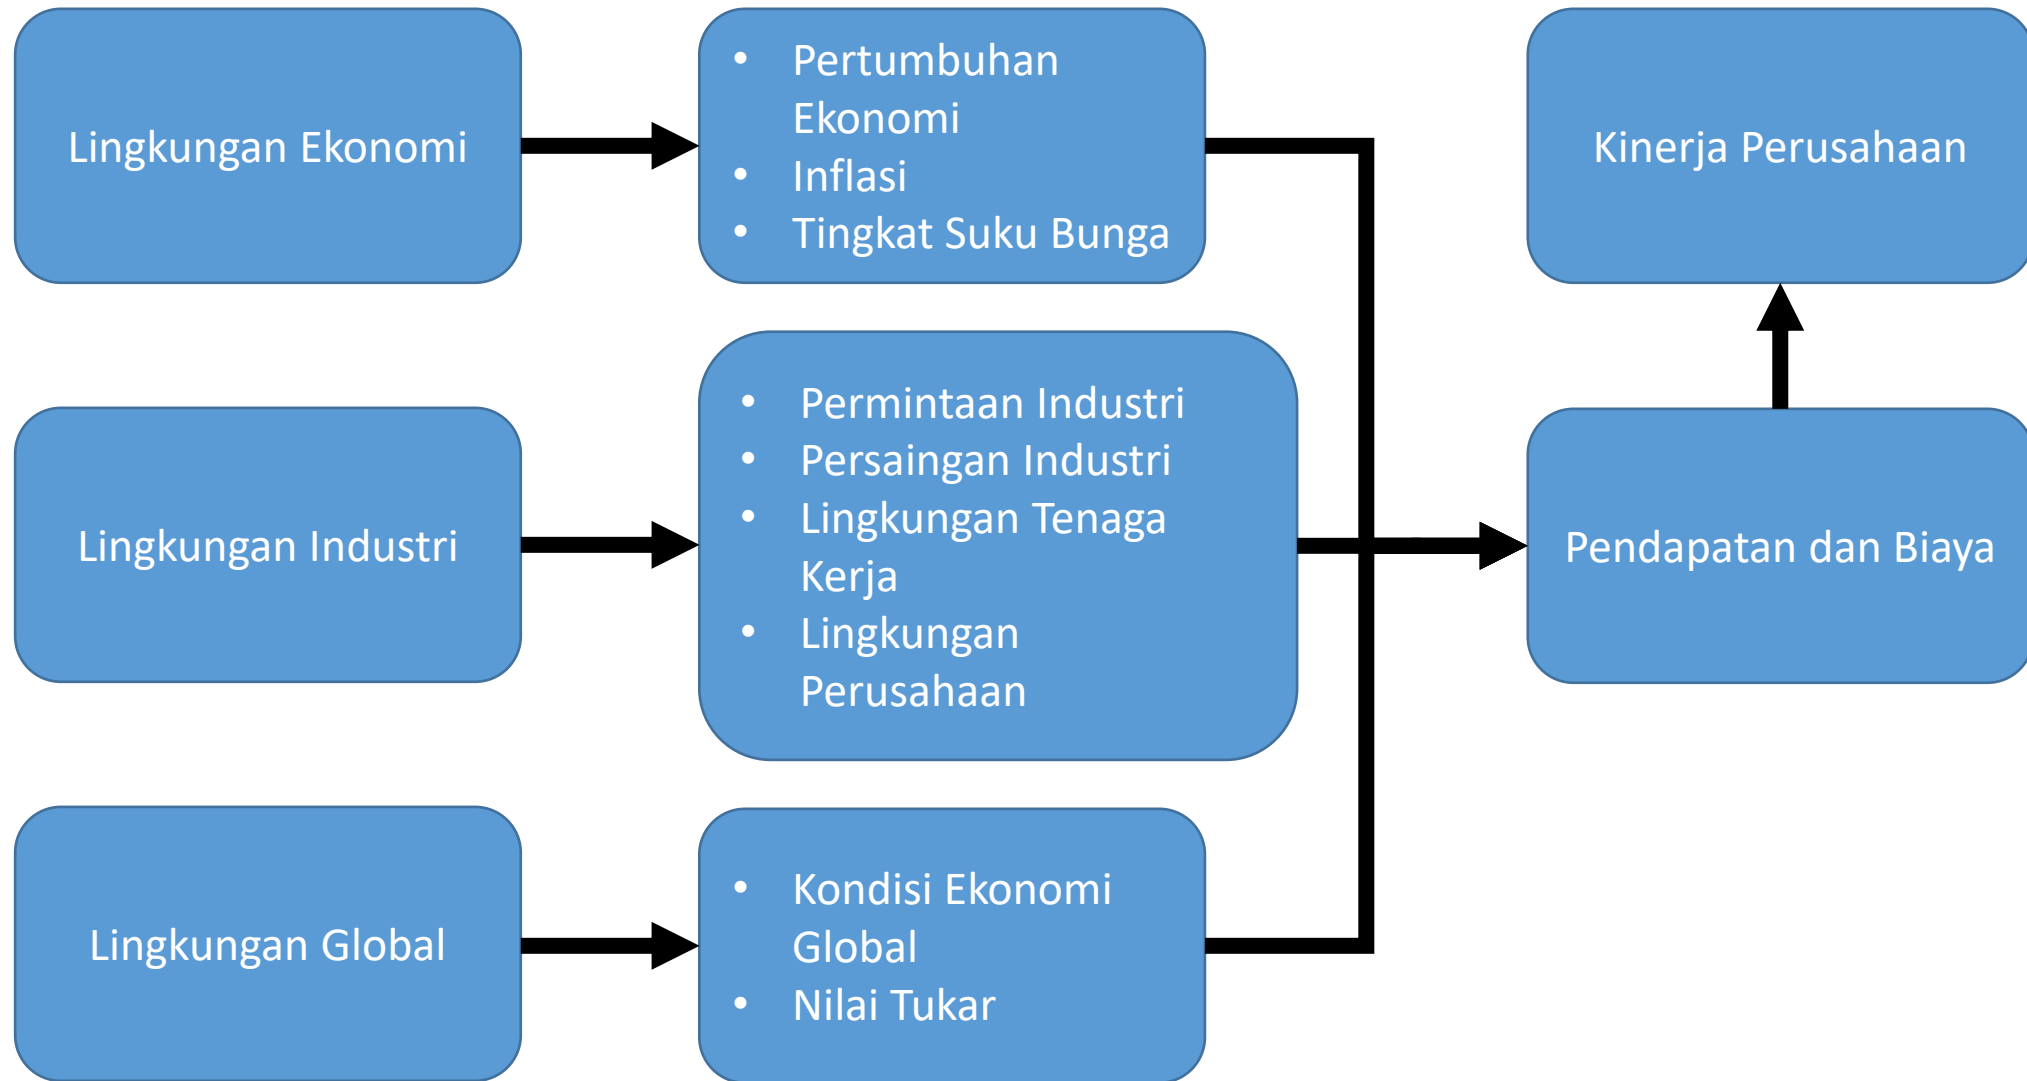 Lingkungan Ekonomi
• Pertumbuhan
Ekonomi
• Inflasi
• Tingkat Suku Bunga
Kinerja Perusahaan
Lingkungan Industri
• Permintaan Industri
• Persaingan Industri
• Lingkungan Tenaga
Kerja
• Lingkungan
Perusahaan
Pendapatan dan Biaya
Lingkungan Global
• Kondisi Ekonomi
Global
• Nilai Tukar